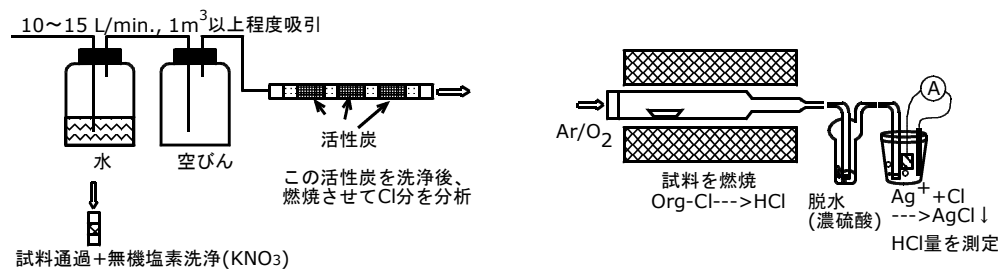 10～15 L/min., 1m³以上程度吸引
水
空びん
活性炭
この活性炭を洗浄後、
燃焼させてCl分を分析
試料通過+無機塩素洗浄(KNO₃)
Ar/O₂
試料を燃焼
Org-Cl--->HCl
脱水
(濃硫酸)
A
Ag⁺+Cl
--->AgCl↓
HCl量を測定